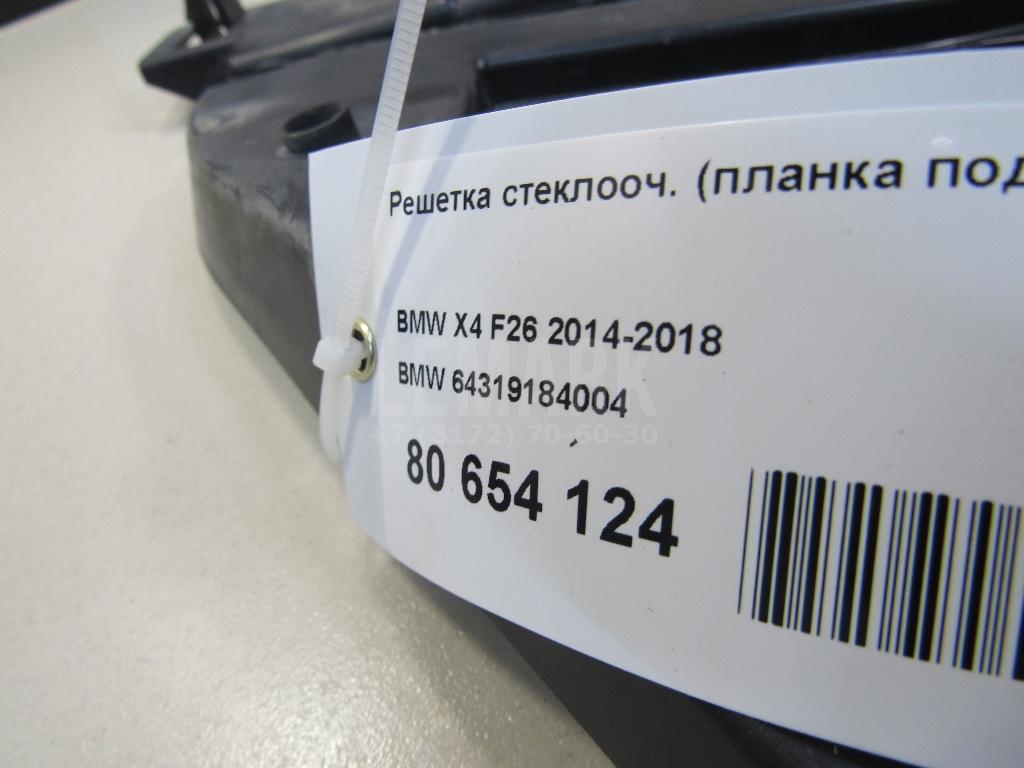 Решетка стеклооч. (планка под
BMW X4 F26 2014-2018
BMW 64319184004
LEMARK
+7 (8172) 70-60-30
80 654 124